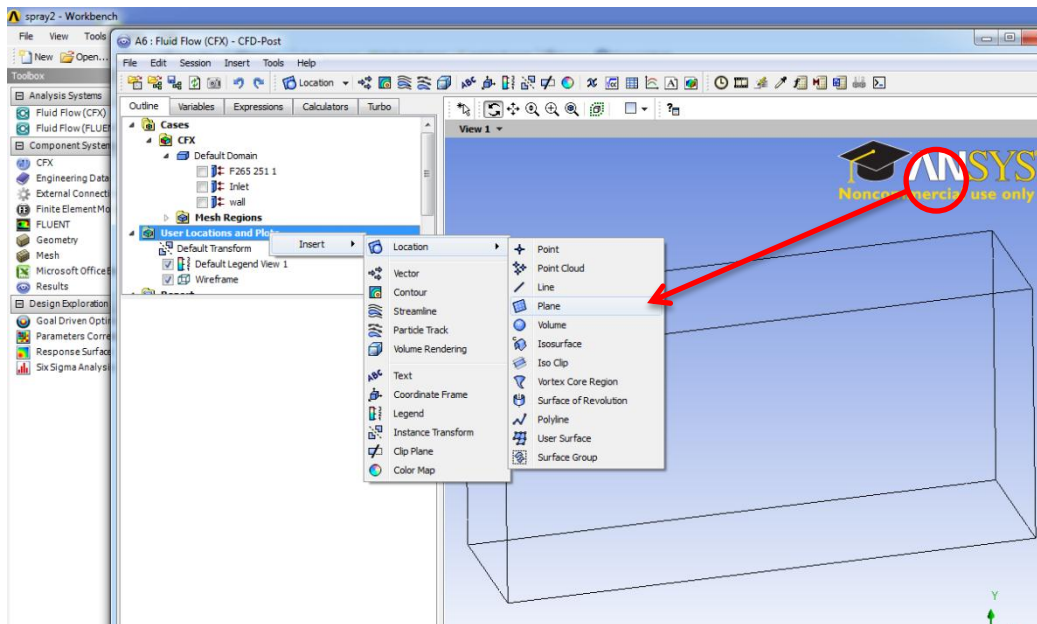 spray2 - Workbench
File View Tools
New Open...
Toolbox
Analysis Systems
Fluid Flow (CFX)
Fluid Flow (FLUE
Component System
CFX
Engineering Data
External Connecti
Finite Element Mo
FLUENT
Geometry
Mesh
Microsoft Office E
Results
Design Exploration
Goal Driven Optim
Parameters Corre
Response Surface
Six Sigma Analysi
A6 : Fluid Flow (CFX) - CFD-Post
File Edit Session Insert Tools Help
Location
Outline Variables Expressions Calculators Turbo
Cases
CFX
Default Domain
F265 251 1
Inlet
wall
Mesh Regions
User Locations and Plots
Default Transform
Default Legend View 1
Wireframe
Report
Insert
Location
Vector
Contour
Streamline
Particle Track
Volume Rendering
Text
Coordinate Frame
Legend
Instance Transform
Clip Plane
Color Map
Point
Point Cloud
Line
Plane
Volume
Isosurface
Iso Clip
Vortex Core Region
Surface of Revolution
Polyline
User Surface
Surface Group
View 1
ANSYS
Noncommercial use only
Y